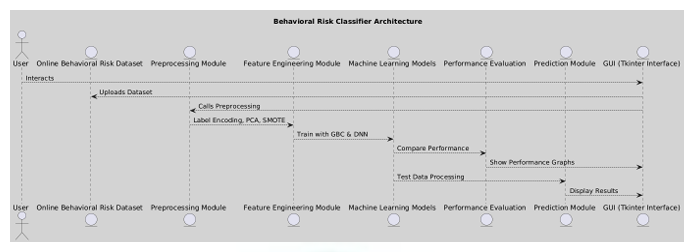 Behavioral Risk Classifier Architecture
User Online Behavioral Risk Dataset Preprocessing Module Feature Engineering Module Machine Learning Models Performance Evaluation Prediction Module GUI (Tkinter Interface)
Interacts
Uploads Dataset
Calls Preprocessing
Label Encoding, PCA, SMOTE
Train with GBC & DNN
Compare Performance
Show Performance Graphs
Test Data Processing
Display Results
User Online Behavioral Risk Dataset Preprocessing Module Feature Engineering Module Machine Learning Models Performance Evaluation Prediction Module GUI (Tkinter Interface)